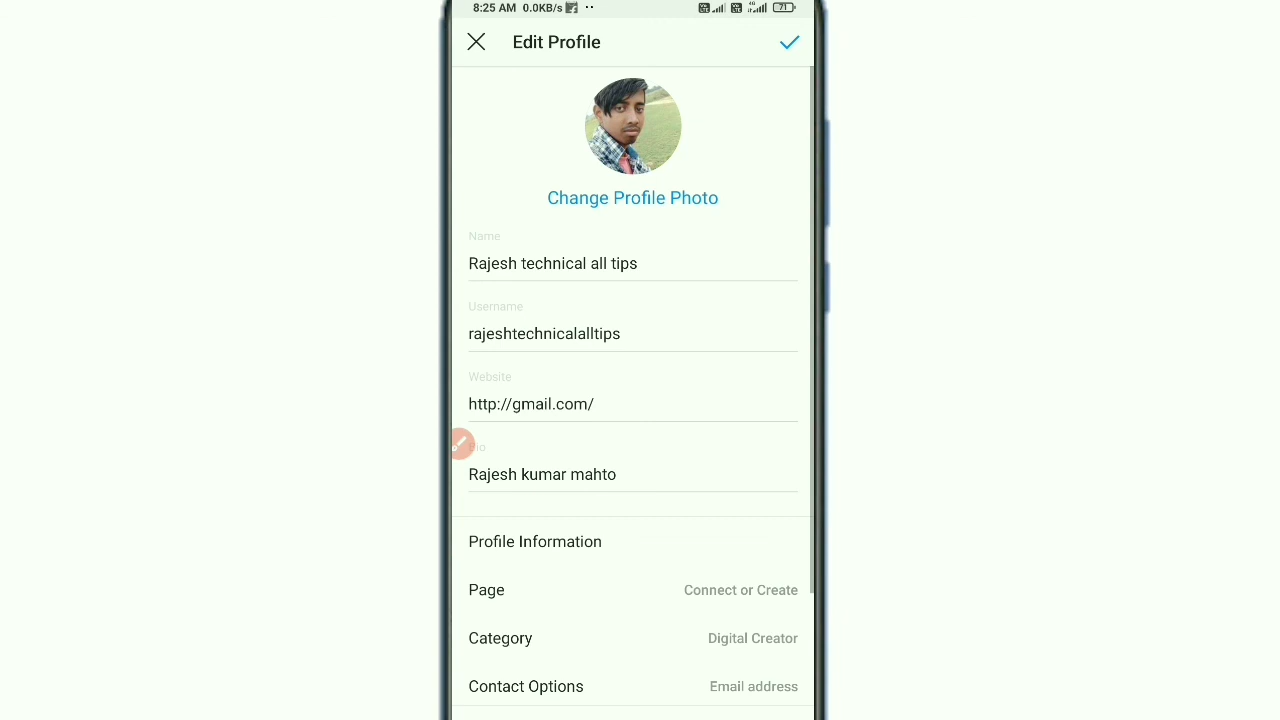 8:25 AM 0.0KB/s
71
Edit Profile
Change Profile Photo
Name
Rajesh technical all tips
Username
rajeshtechnicalalltips
Website
http://gmail.com/
Rajesh kumar mahto
Profile Information
Page Connect or Create
Category Digital Creator
Contact Options Email address